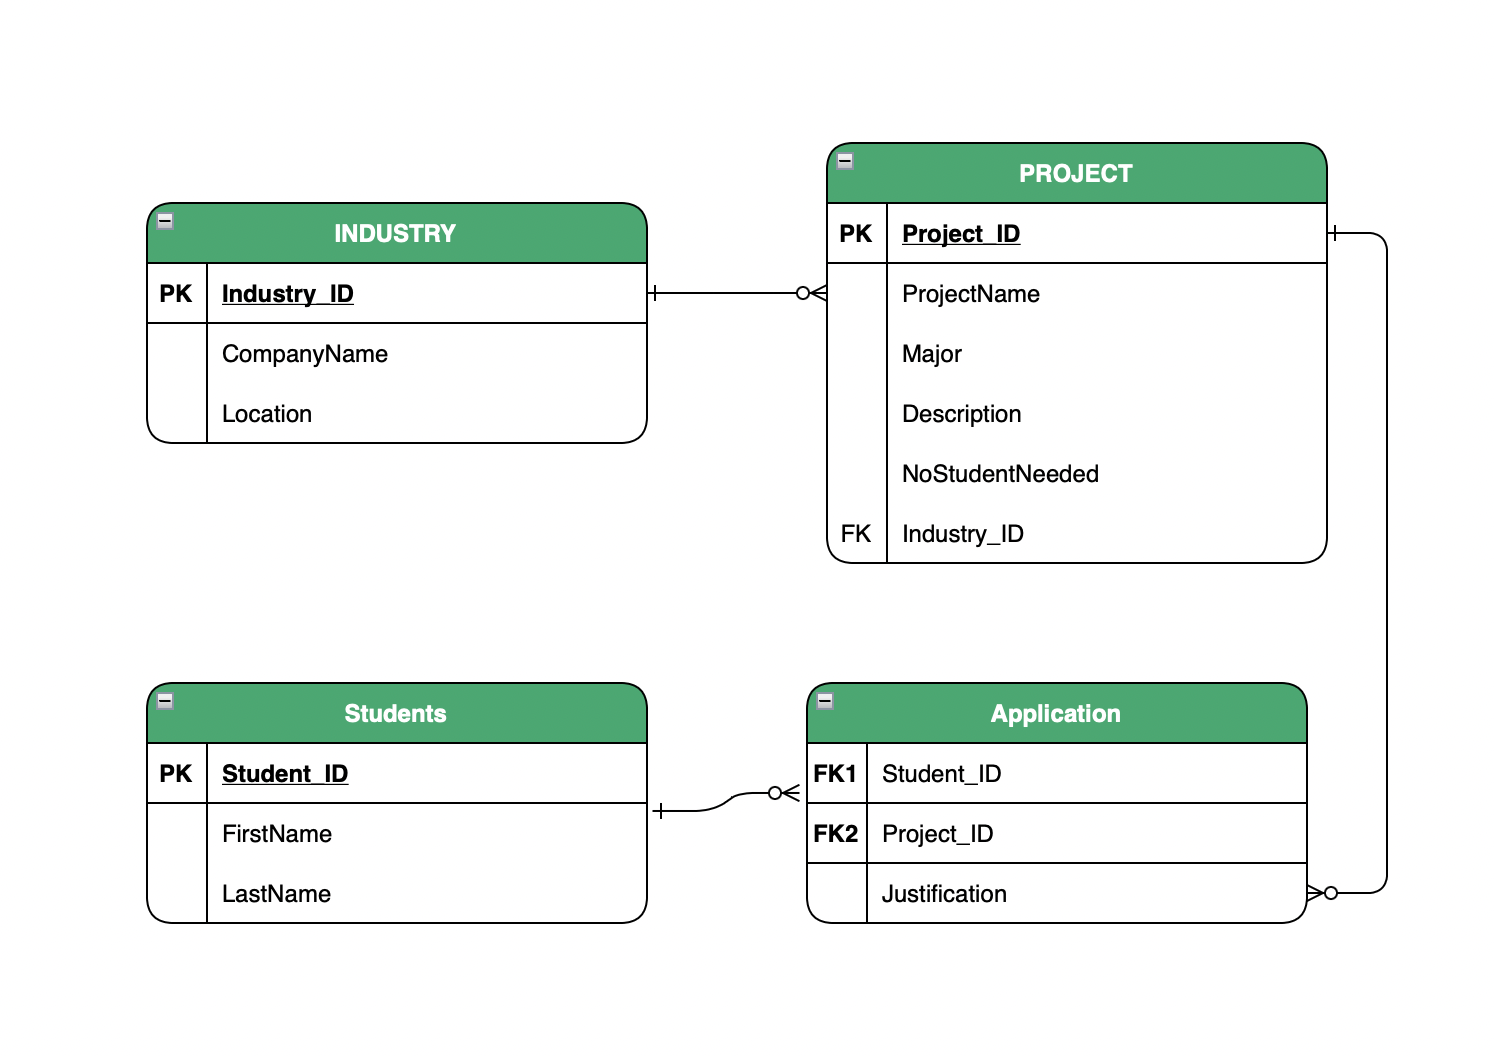 INDUSTRY
PK Industry_ID
CompanyName
Location
PROJECT
PK Project_ID
ProjectName
Major
Description
NoStudentNeeded
FK Industry_ID
Students
PK Student_ID
FirstName
LastName
Application
FK1 Student_ID
FK2 Project_ID
Justification